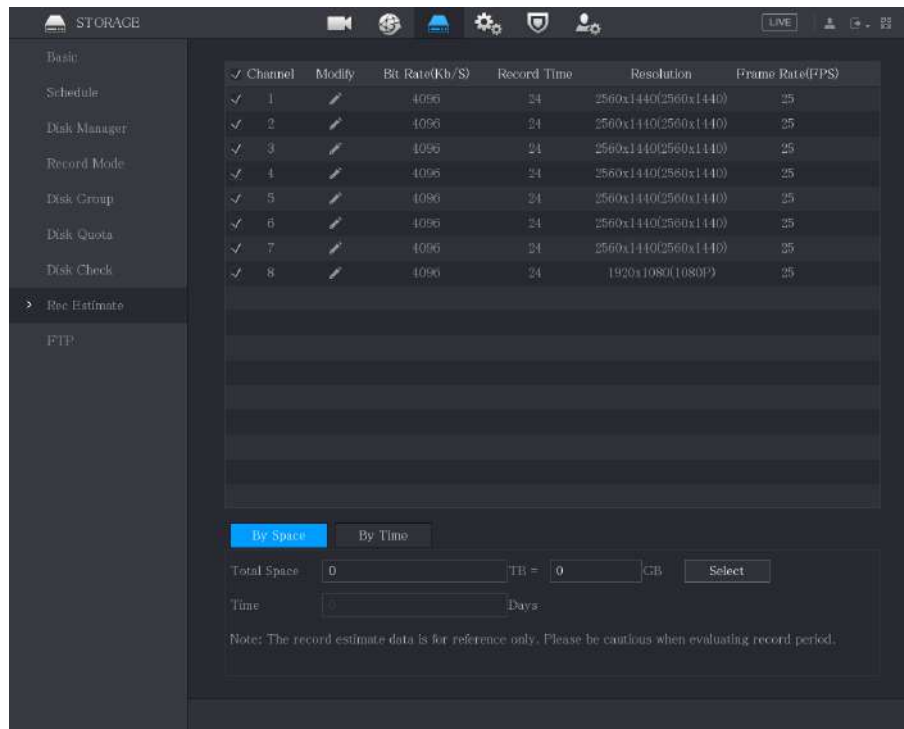 STORAGE LIVE
Basic
Schedule
Disk Manager
Record Mode
Disk Group
Disk Quota
Disk Check
Rec Estimate
FTP
Channel Modify Bit Rate(Kb/S) Record Time Resolution Frame Rate(FPS)
1 4096 24 2560x1440(2560x1440) 25
2 4096 24 2560x1440(2560x1440) 25
3 4096 24 2560x1440(2560x1440) 25
4 4096 24 2560x1440(2560x1440) 25
5 4096 24 2560x1440(2560x1440) 25
6 4096 24 2560x1440(2560x1440) 25
7 4096 24 2560x1440(2560x1440) 25
8 4096 24 1920x1080(1080P) 25
By Space By Time
Total Space 0 TB = 0 GB Select
Time 0 Days
Note: The record estimate data is for reference only. Please be cautious when evaluating record period.